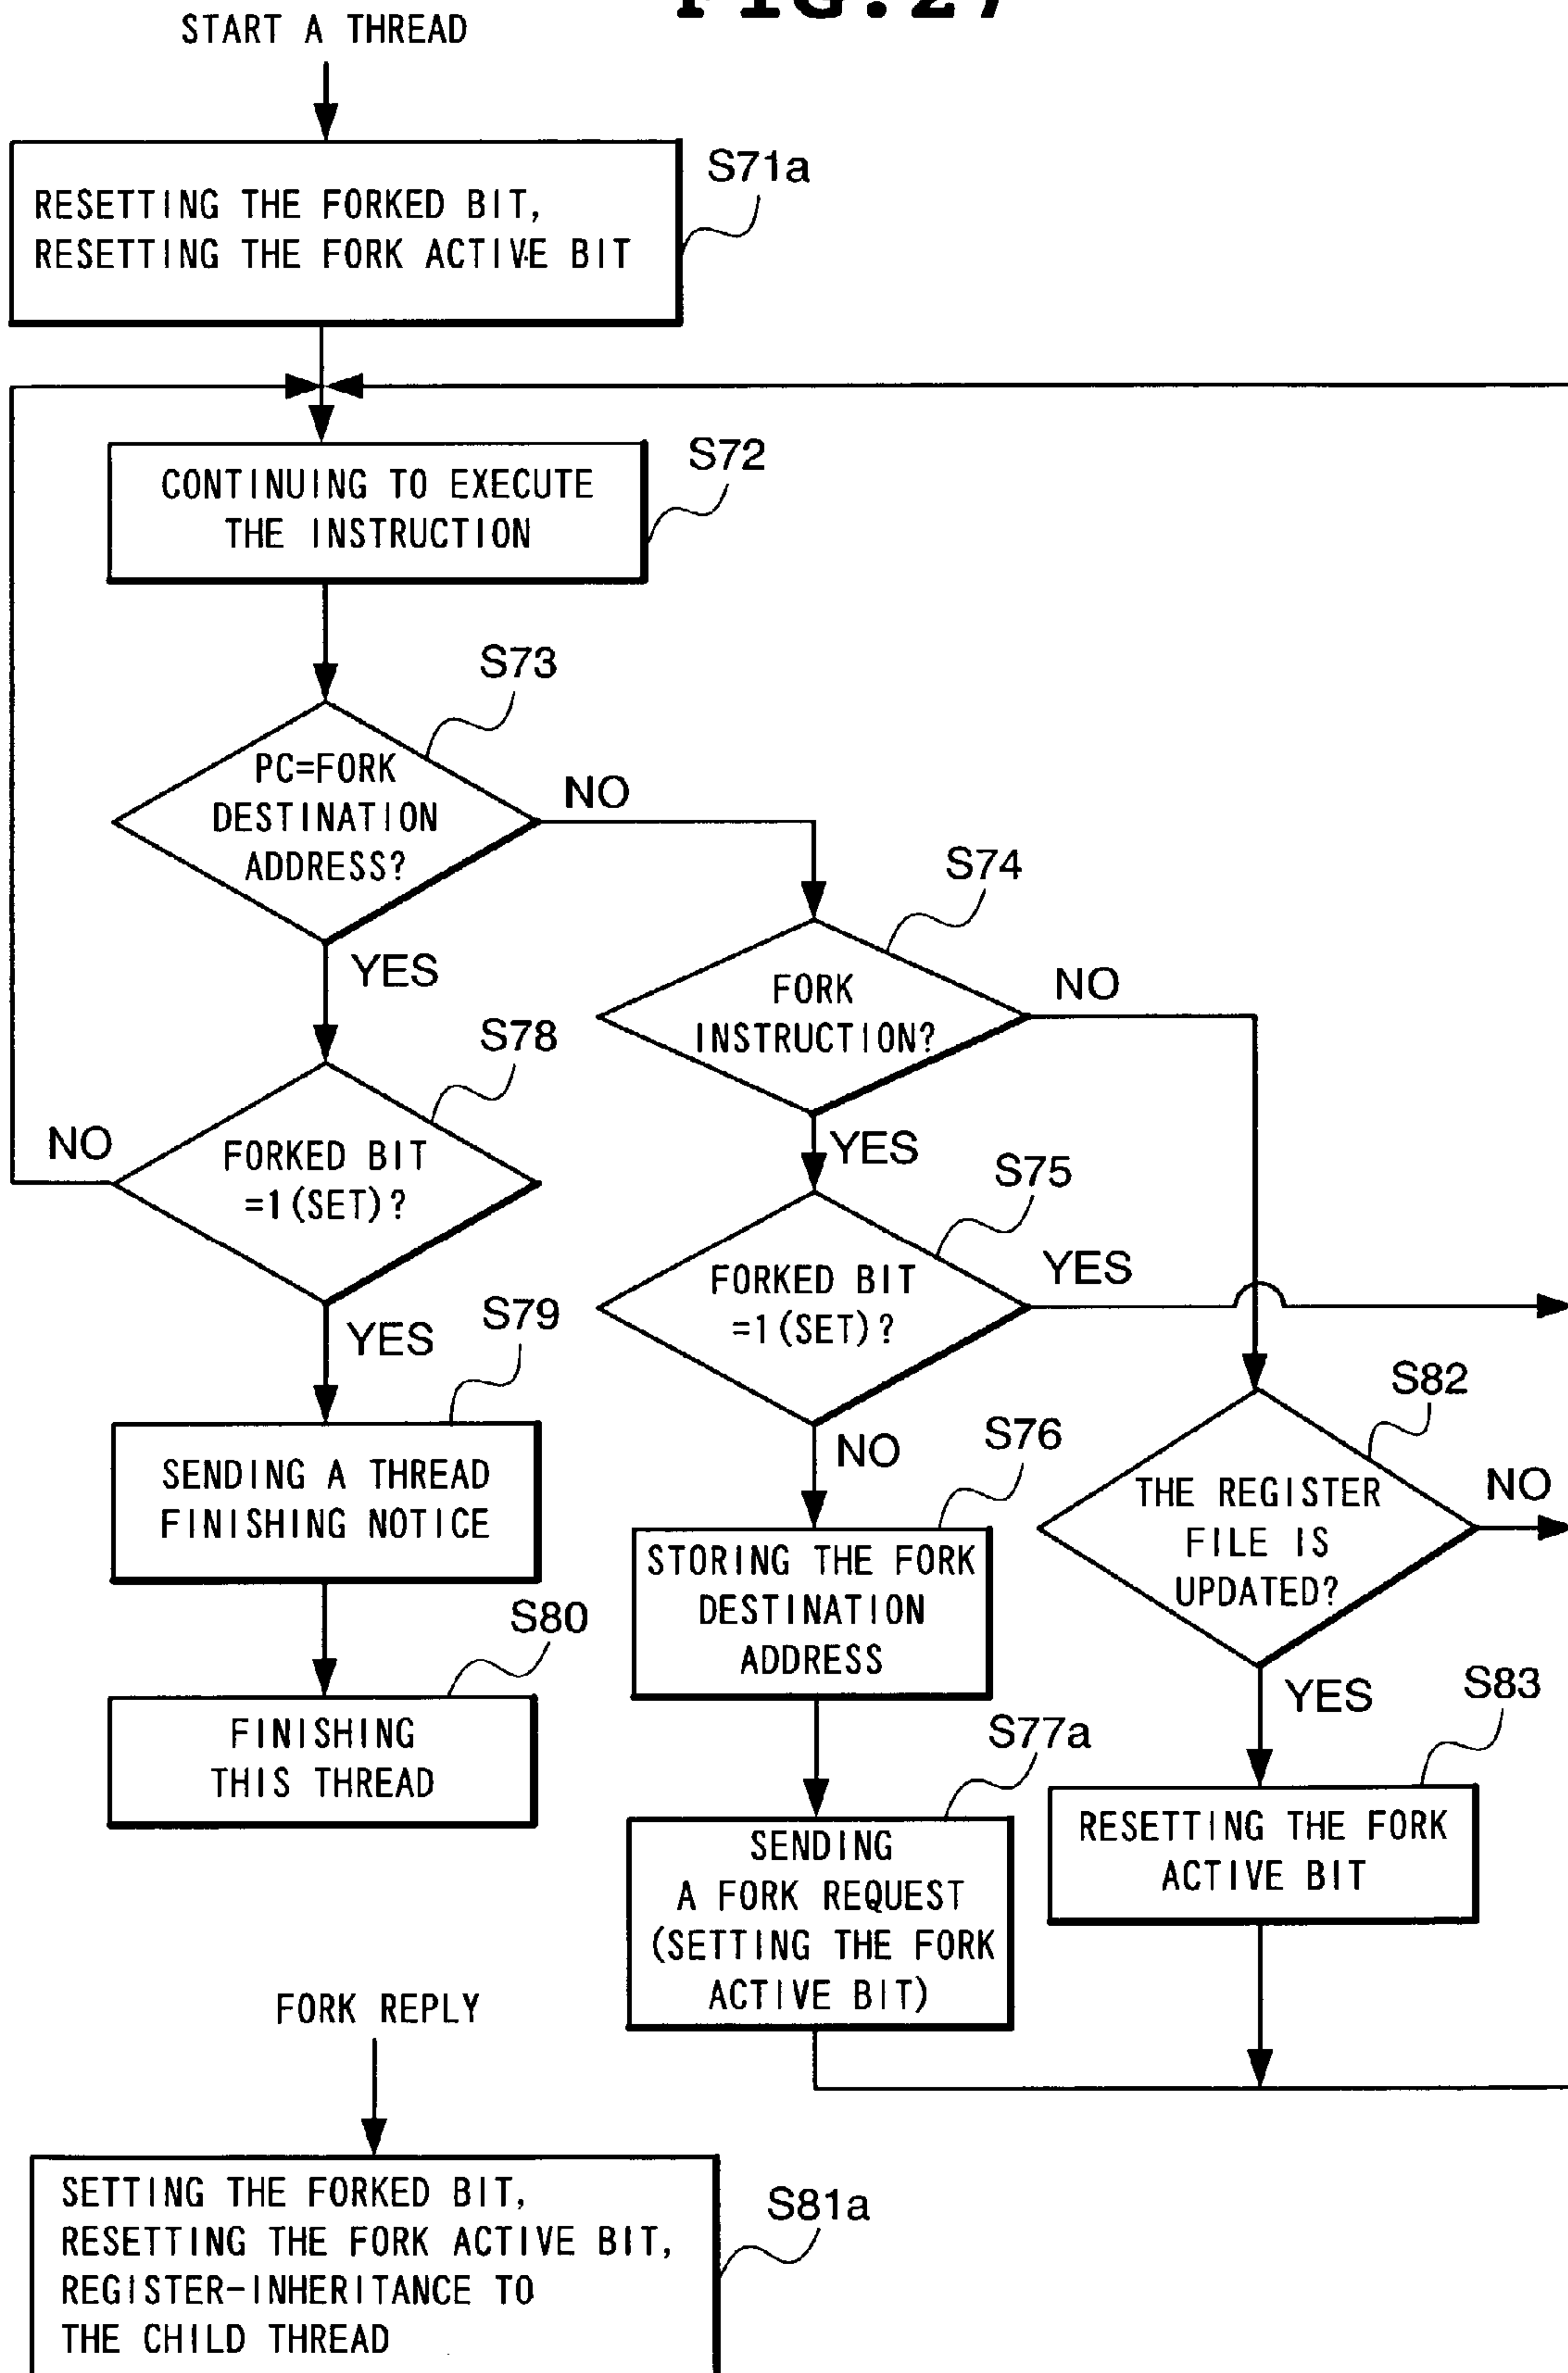 FIG.27
START A THREAD
RESETTING THE FORKED BIT,
RESETTING THE FORK ACTIVE BIT
S71a
CONTINUING TO EXECUTE
THE INSTRUCTION
S72
S73
PC=FORK
DESTINATION
ADDRESS?
NO
YES
S74
FORK
INSTRUCTION?
NO
YES
S78
FORKED BIT
=1(SET)?
NO
YES
S75
FORKED BIT
=1(SET)?
YES
NO
S79
SENDING A THREAD
FINISHING NOTICE
S80
FINISHING
THIS THREAD
S76
STORING THE FORK
DESTINATION
ADDRESS
S82
THE REGISTER
FILE IS
UPDATED?
NO
YES
S77a
SENDING
A FORK REQUEST
(SETTING THE FORK
ACTIVE BIT)
S83
RESETTING THE FORK
ACTIVE BIT
FORK REPLY
SETTING THE FORKED BIT,
RESETTING THE FORK ACTIVE BIT,
REGISTER-INHERITANCE TO
THE CHILD THREAD
S81a